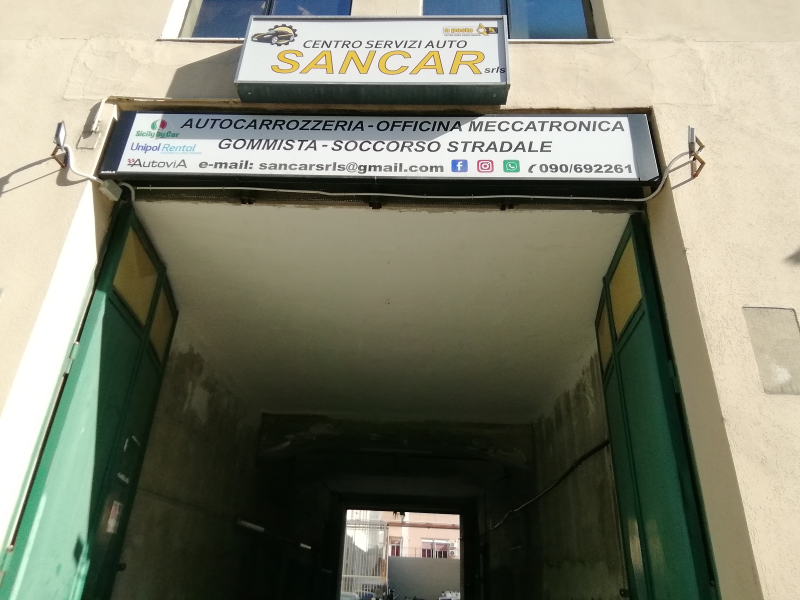 a posto
CENTRO SERVIZI AUTO
SANCAR srls
Sicily by Car
AUTOCARROZZERIA-OFFICINA MECCATRONICA
Unipol Rental
GOMMISTA-SOCCORSO STRADALE
AutoviA
e-mail: sancarsrls@gmail.com 090/692261